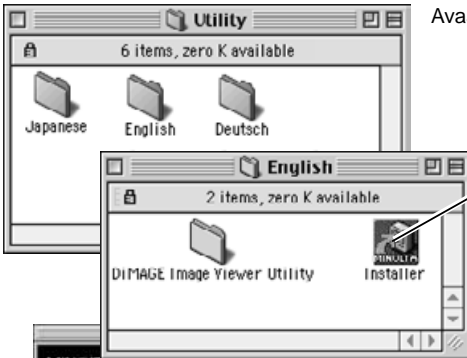 Utility
Ava
6 items, zero K available
Japanese English Deutsch
English
2 items, zero K available
MINOLTA
DiMAGE Image Viewer Utility Installer